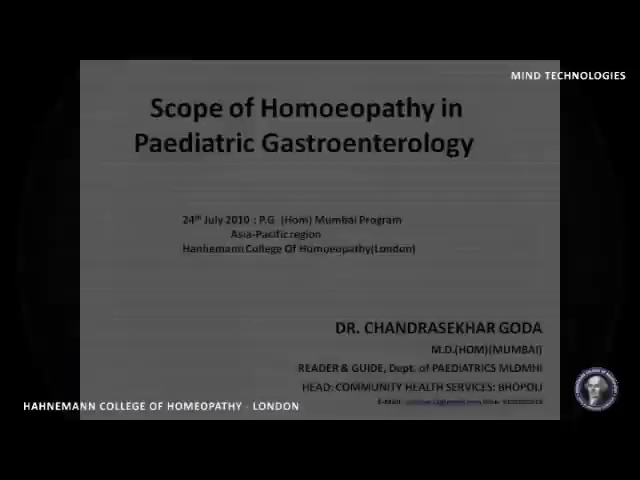 MIND TECHNOLOGIES
Scope of Homoeopathy in
Paediatric Gastroenterology
24th July 2010 : P.G. (Hom) Mumbai Program
Asia-Pacific region
Hanhemann College Of Homoeopathy(London)
DR. CHANDRASEKHAR GODA
M.D.(HOM)(MUMBAI)
READER & GUIDE, Dept. of PAEDIATRICS MLDMHI
HEAD: COMMUNITY HEALTH SERVICES: BHOPOLI
E-Mail:
HAHNEMANN COLLEGE OF HOMEOPATHY - LONDON